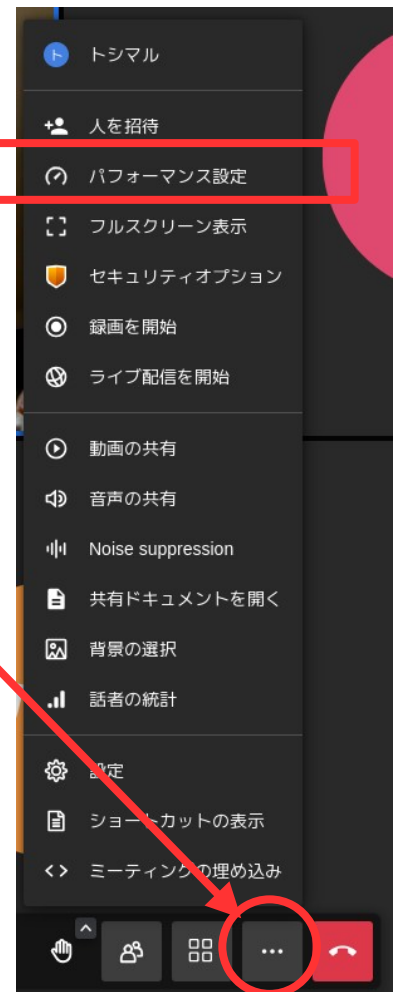 ト
トシマル
人を招待
パフォーマンス設定
フルスクリーン表示
セキュリティオプション
録画を開始
ライブ配信を開始
動画の共有
音声の共有
Noise suppression
共有ドキュメントを開く
背景の選択
話者の統計
設定
ショートカットの表示
ミーティングの埋め込み